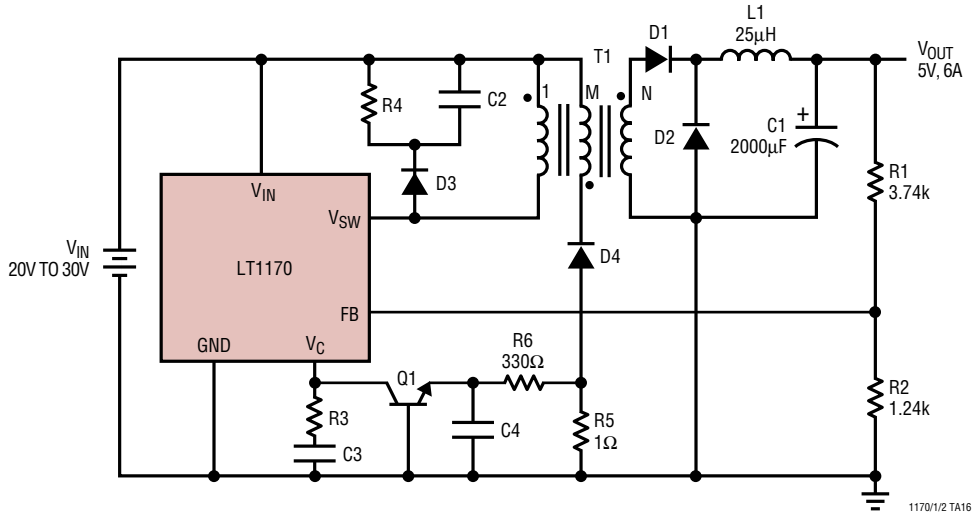 L1
25μH
D1
T1
V_OUT
5V, 6A
R4
C2
1
M
N
D2
C1
2000μF
+
D3
R1
3.74k
V_IN
V_SW
V_IN
20V TO 30V
LT1170
D4
FB
GND
V_C
Q1
R6
330Ω
R3
C3
C4
R5
1Ω
R2
1.24k
1170/1/2 TA16